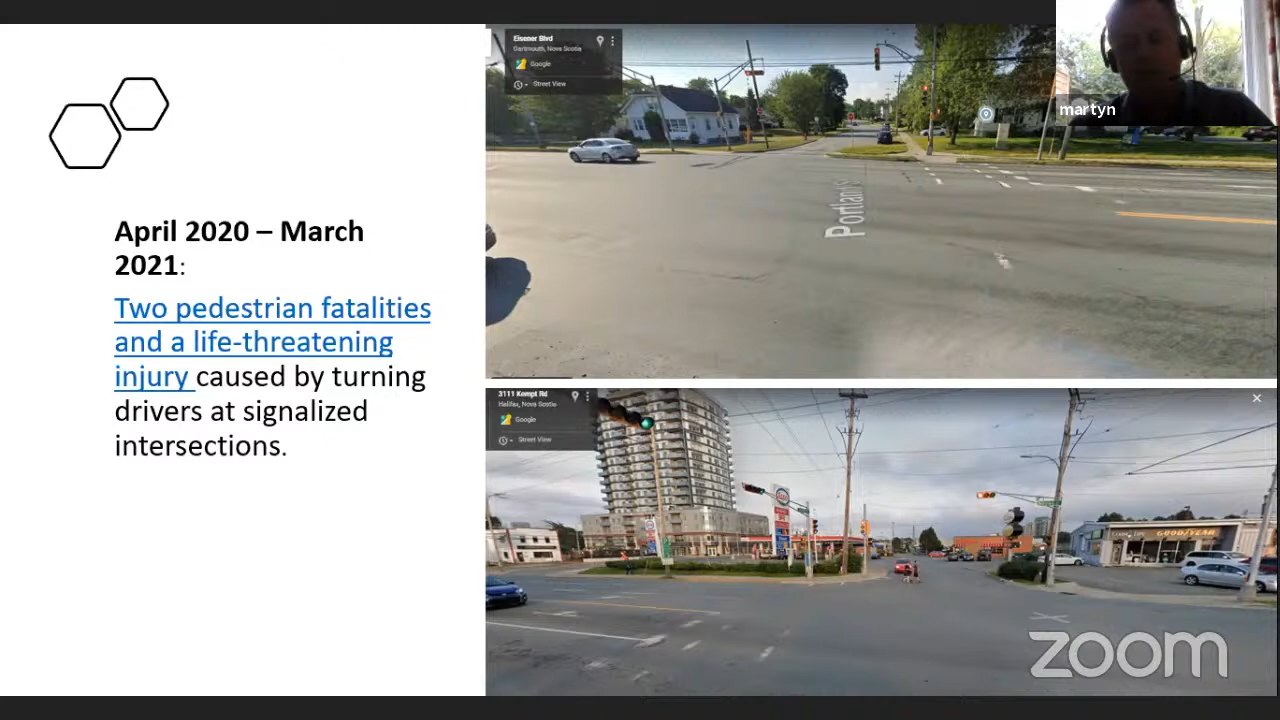 April 2020 – March
2021:
Two pedestrian fatalities
and a life-threatening
injury caused by turning
drivers at signalized
intersections.
Eisener Blvd
Dartmouth, Nova Scotia
Google
Street View
Portland St
martyn
3111 Kempt Rd
Halifax, Nova Scotia
Google
Street View
GOODYEAR
zoom